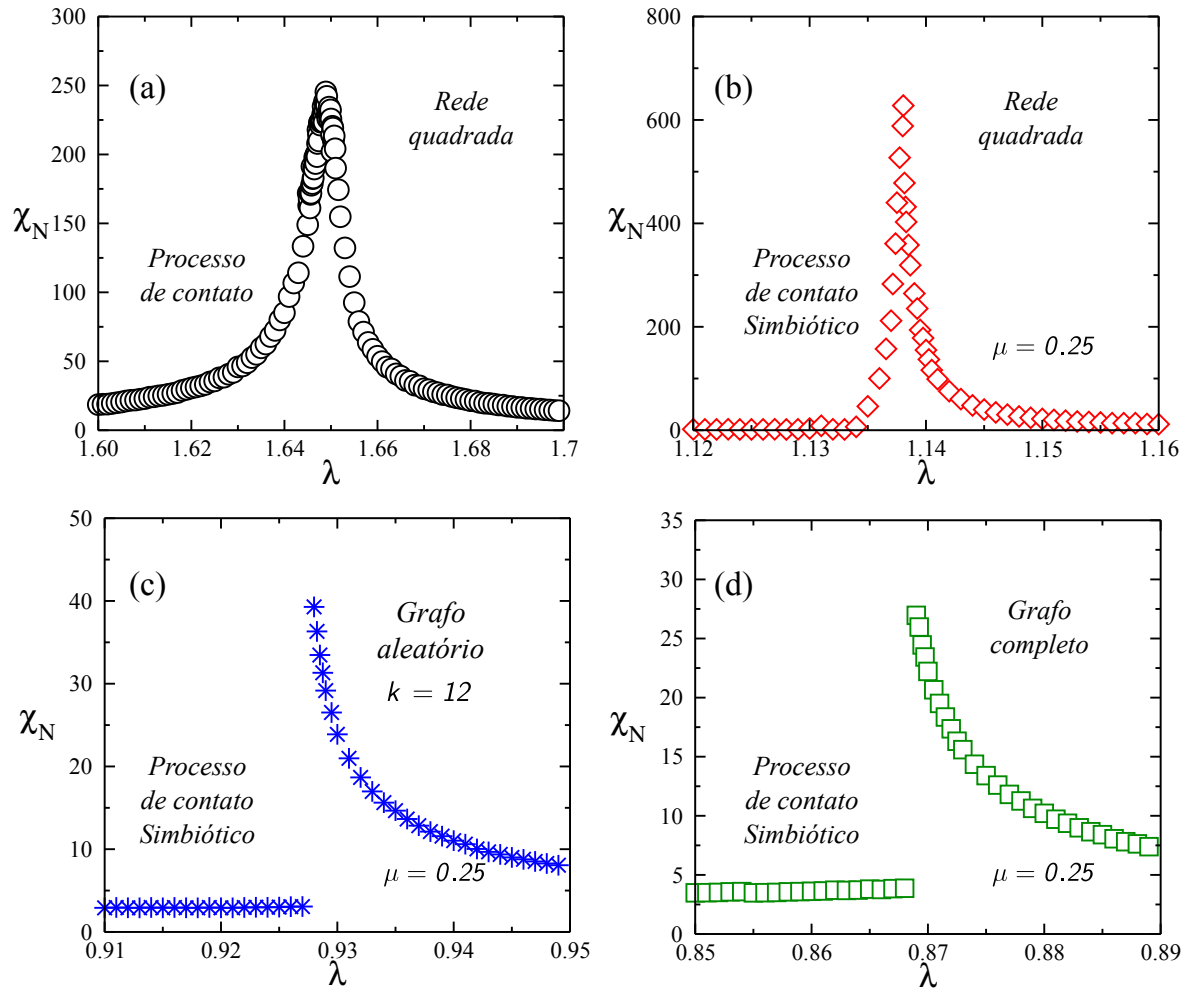 300
250
200
150
100
50
0
χN
(a)
Rede
quadrada
Processo
de contato
1.60
1.62
1.64
1.66
1.68
1.7
λ
800
600
400
200
0
χN
(b)
Rede
quadrada
Processo
de contato
Simbiótico
μ = 0.25
1.12
1.13
1.14
1.15
1.16
λ
50
40
30
20
10
0
χN
(c)
Grafo
aleatório
k = 12
Processo
de contato
Simbiótico
μ = 0.25
0.91
0.92
0.93
0.94
0.95
λ
35
30
25
20
15
10
5
0
χN
(d)
Grafo
completo
Processo
de contato
Simbiótico
μ = 0.25
0.85
0.86
0.87
0.88
0.89
λ